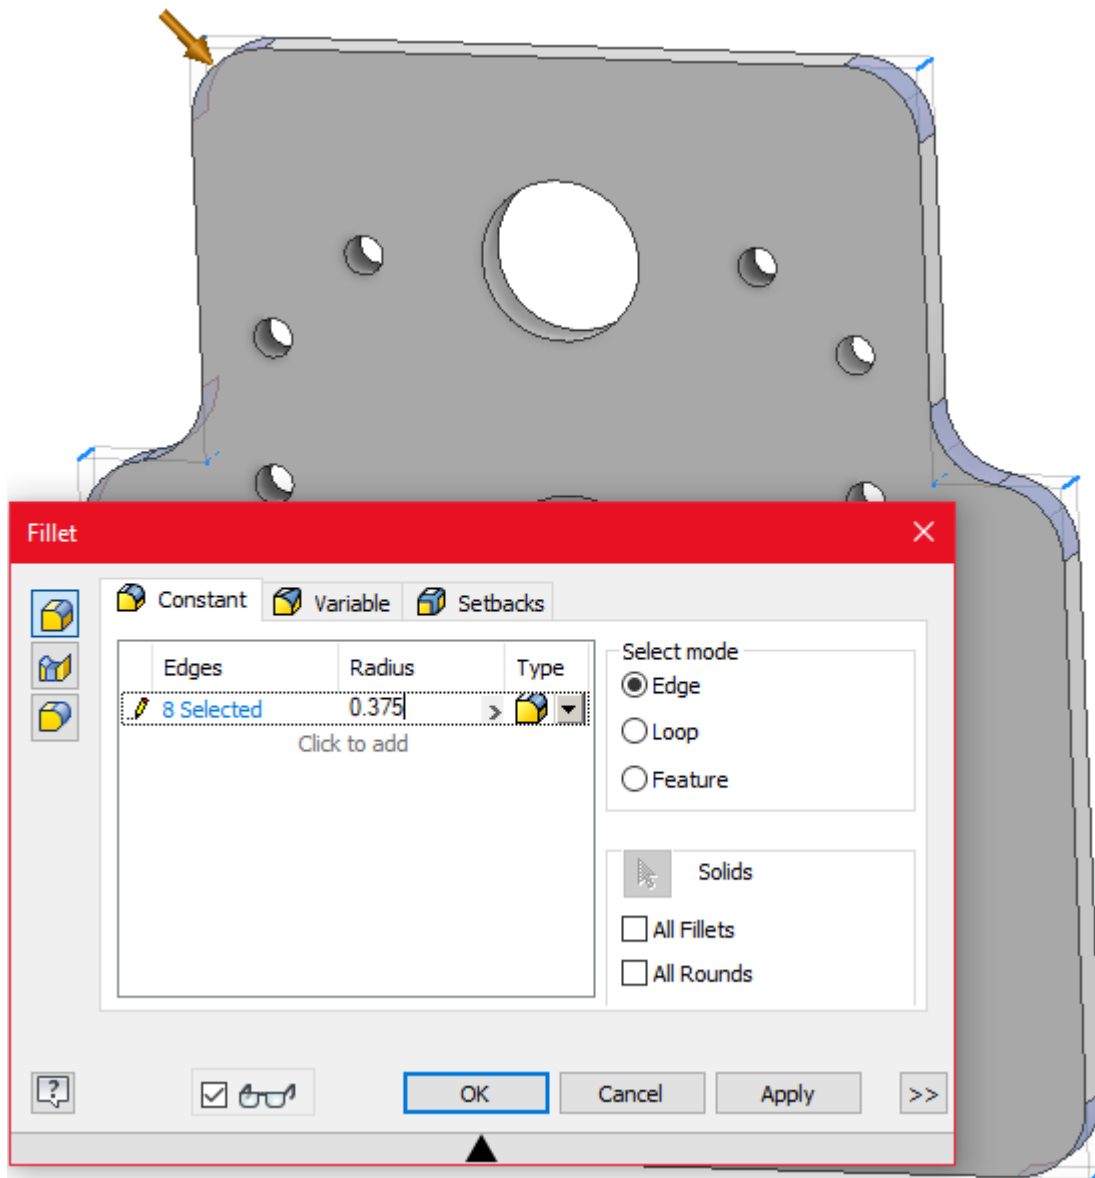 Fillet
Constant
Variable
Setbacks
Edges Radius Type
8 Selected 0.375 >
Click to add
Select mode
Edge
Loop
Feature
Solids
All Fillets
All Rounds
?
OK
Cancel
Apply
>>